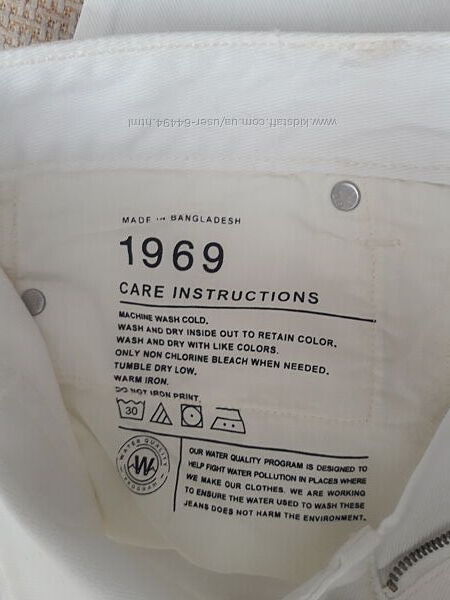 www.kidstaff.com.ua/user-64494.html
MADE IN BANGLADESH
1969
CARE INSTRUCTIONS
MACHINE WASH COLD.
WASH AND DRY INSIDE OUT TO RETAIN COLOR.
WASH AND DRY WITH LIKE COLORS.
ONLY NON CHLORINE BLEACH WHEN NEEDED.
TUMBLE DRY LOW.
WARM IRON.
DO NOT IRON PRINT.
30
WATER QUALITY
W
PROGRAM
OUR WATER QUALITY PROGRAM IS DESIGNED TO
HELP FIGHT WATER POLLUTION IN PLACES WHERE
WE MAKE OUR CLOTHES. WE ARE WORKING
TO ENSURE THE WATER USED TO WASH THESE
JEANS DOES NOT HARM THE ENVIRONMENT.